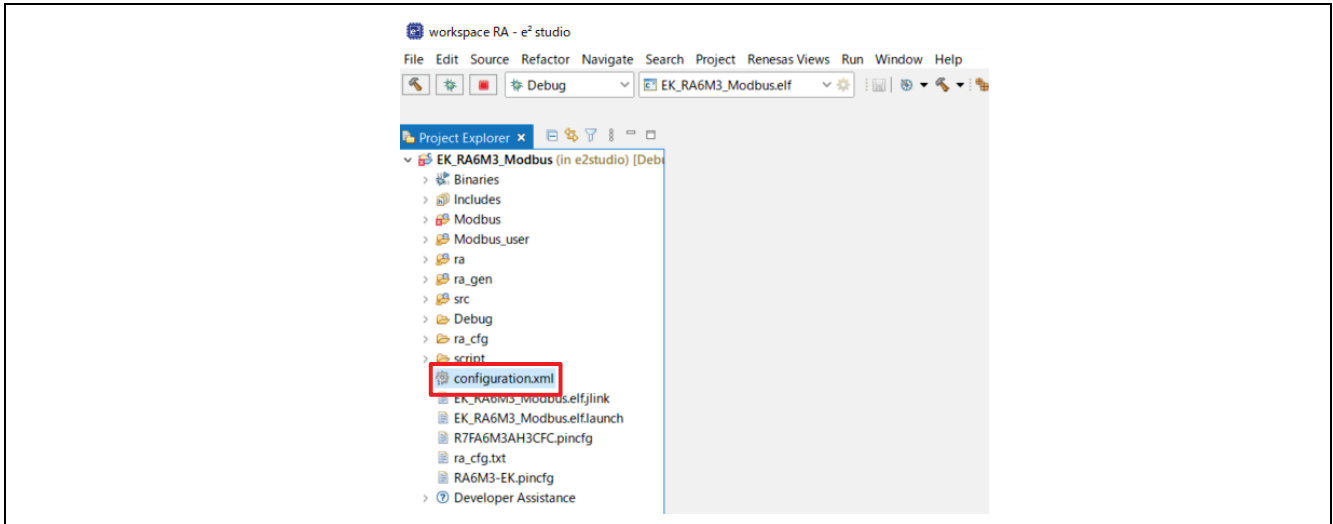 workspace RA - e² studio
File Edit Source Refactor Navigate Search Project Renesas Views Run Window Help
Debug EK_RA6M3_Modbus.elf
Project Explorer
EK_RA6M3_Modbus (in e2studio) [Debu
Binaries
Includes
Modbus
Modbus_user
ra
ra_gen
src
Debug
ra_cfg
script
configuration.xml
EK_RA6M3_Modbus.elf.jlink
EK_RA6M3_Modbus.elf.launch
R7FA6M3AH3CFC.pincfg
ra_cfg.txt
RA6M3-EK.pincfg
Developer Assistance